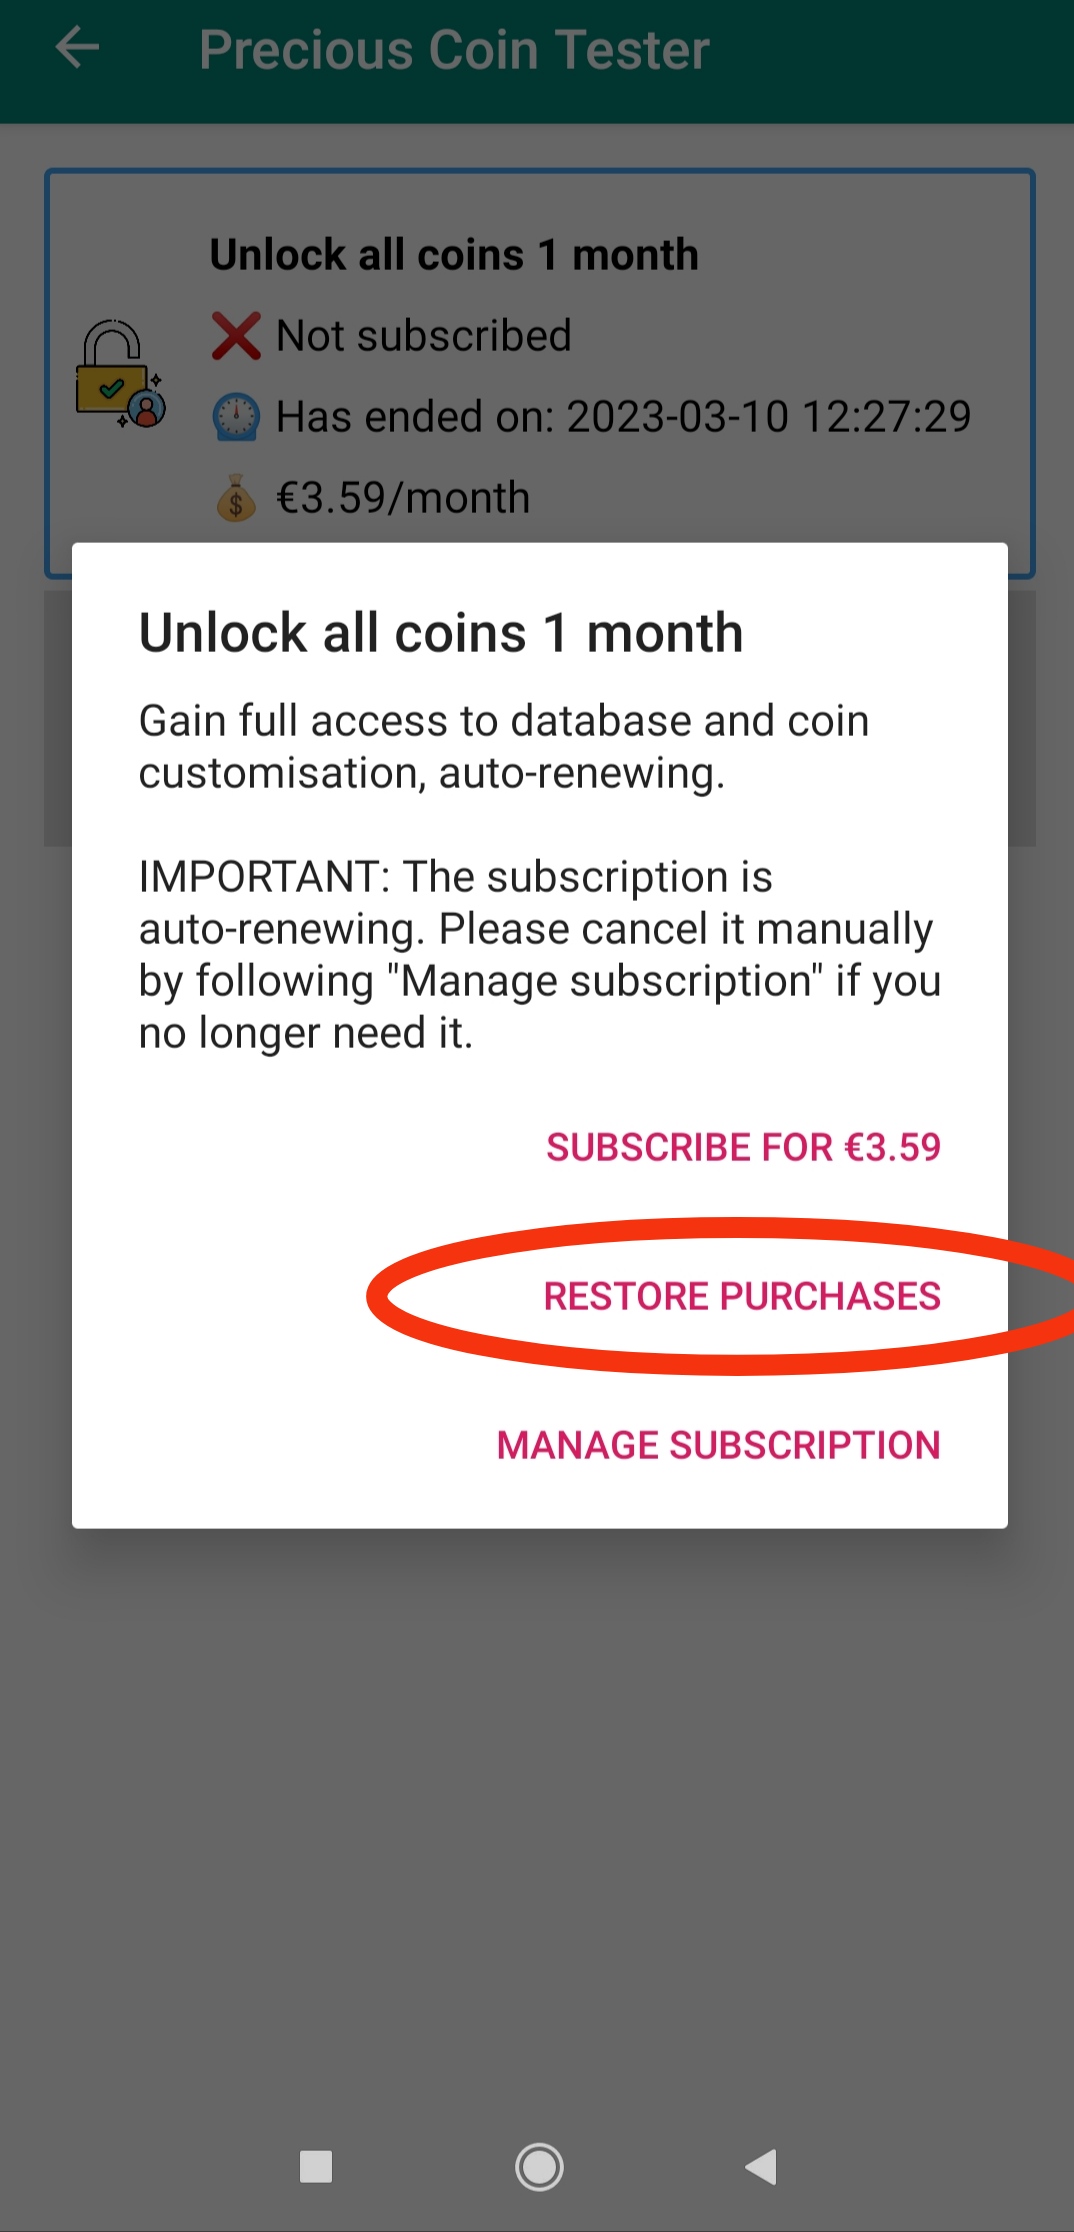 Precious Coin Tester
Unlock all coins 1 month
❌ Not subscribed
Has ended on: 2023-03-10 12:27:29
€3.59/month
Unlock all coins 1 month
Gain full access to database and coin
customisation, auto-renewing.
IMPORTANT: The subscription is
auto-renewing. Please cancel it manually
by following "Manage subscription" if you
no longer need it.
SUBSCRIBE FOR €3.59
RESTORE PURCHASES
MANAGE SUBSCRIPTION